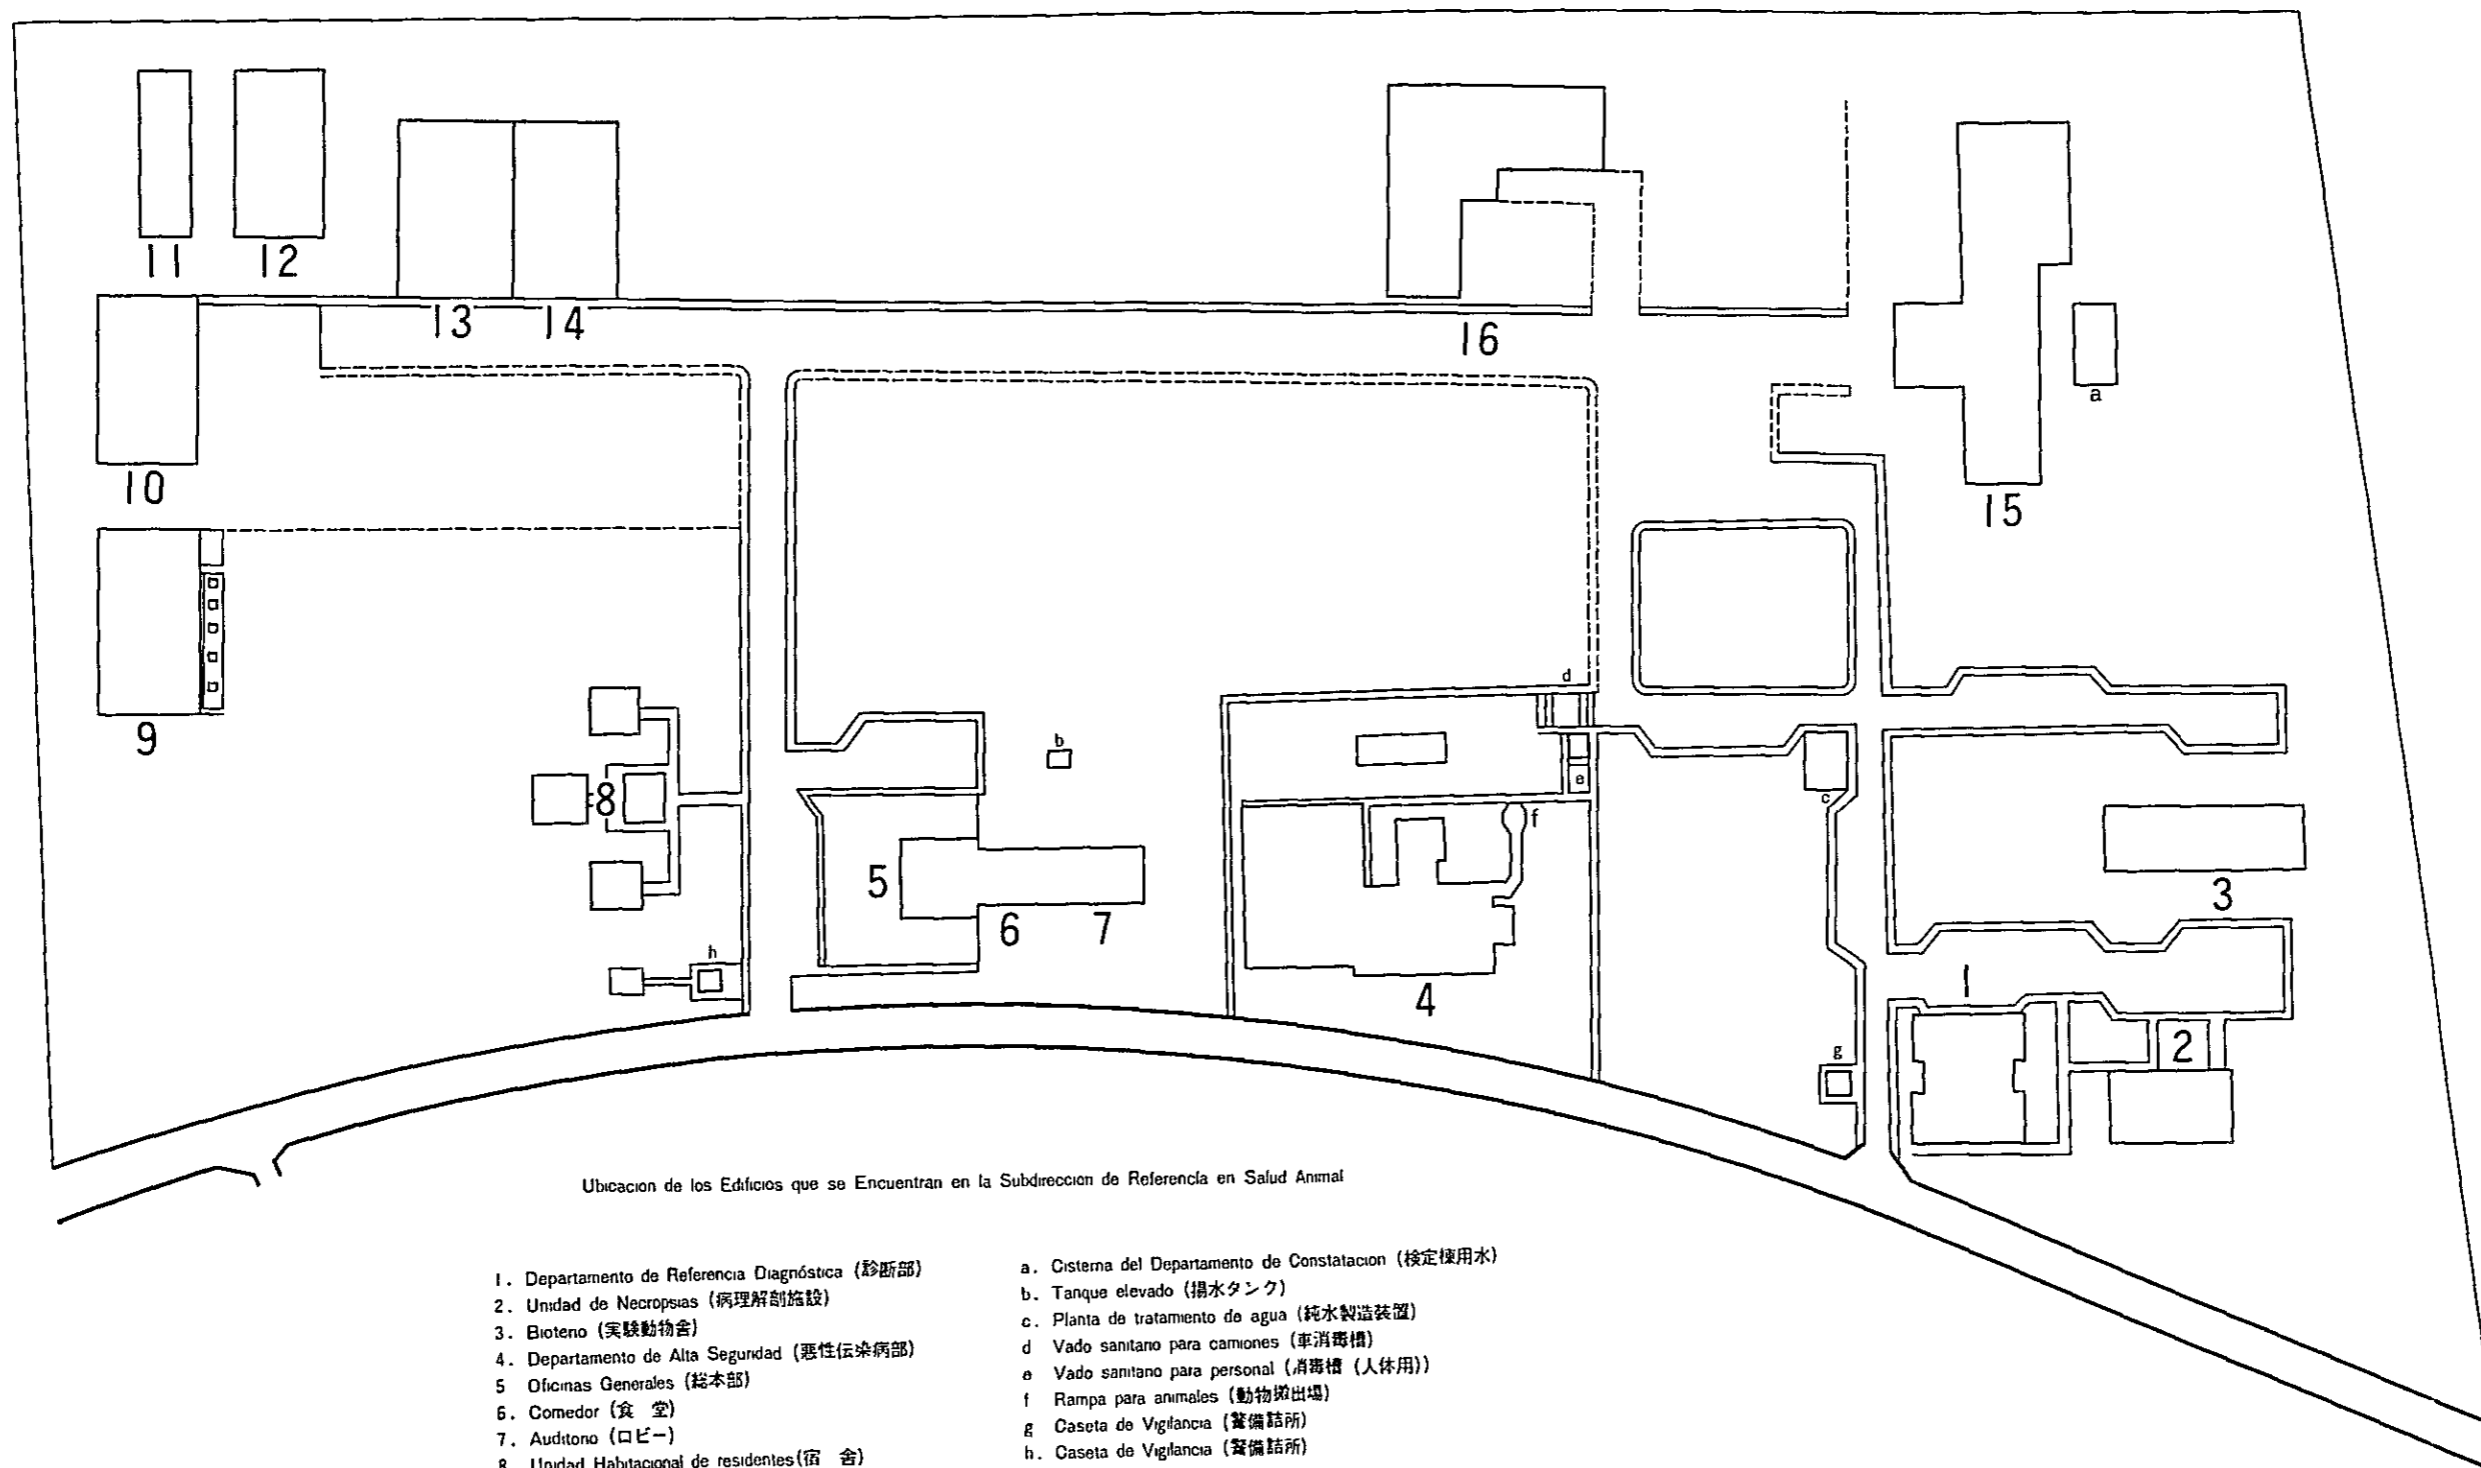 11
12
13
14
16
a
10
15
9
d
b
e
c
f
8
5
3
6
7
h
4
1
g
2
Ubicacion de los Edificios que se Encuentran en la Subdireccion de Referencia en Salud Animal
1. Departamento de Referencia Diagnóstica (診断部)
2. Unidad de Necropsias (病理解剖施設)
3. Bioterio (実験動物舎)
4. Departamento de Alta Seguridad (悪性伝染病部)
5 Oficinas Generales (総本部)
6. Comedor (食 堂)
7. Auditorio (ロビー)
8 Unidad Habitacional de residentes(宿 舎)
a. Cisterna del Departamento de Constatacion (検定棟用水)
b. Tanque elevado (揚水タンク)
c. Planta de tratamiento de agua (純水製造装置)
d Vado sanitario para camiones (車消毒槽)
e Vado sanitario para personal (消毒槽 (人体用))
f Rampa para animales (動物搬出場)
g Caseta de Vigilancia (警備詰所)
h. Caseta de Vigilancia (警備詰所)